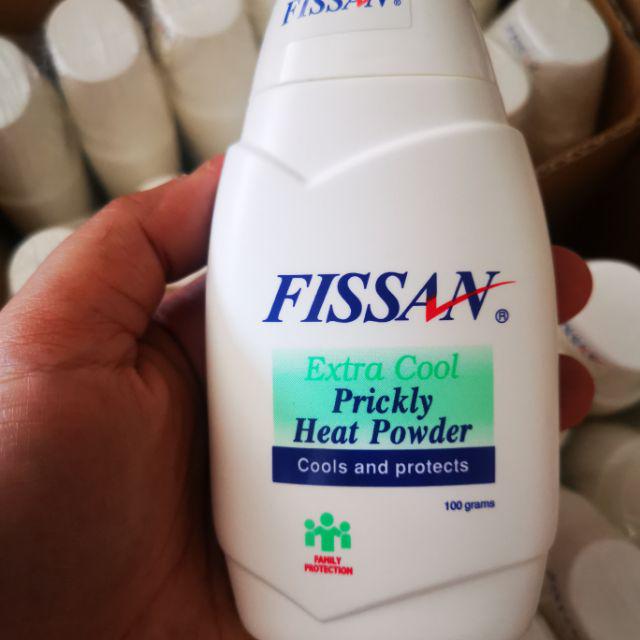 FISSAN®
FISSAN®
Extra Cool
Prickly
Heat Powder
Cools and protects
100 grams
FAMILY
PROTECTION